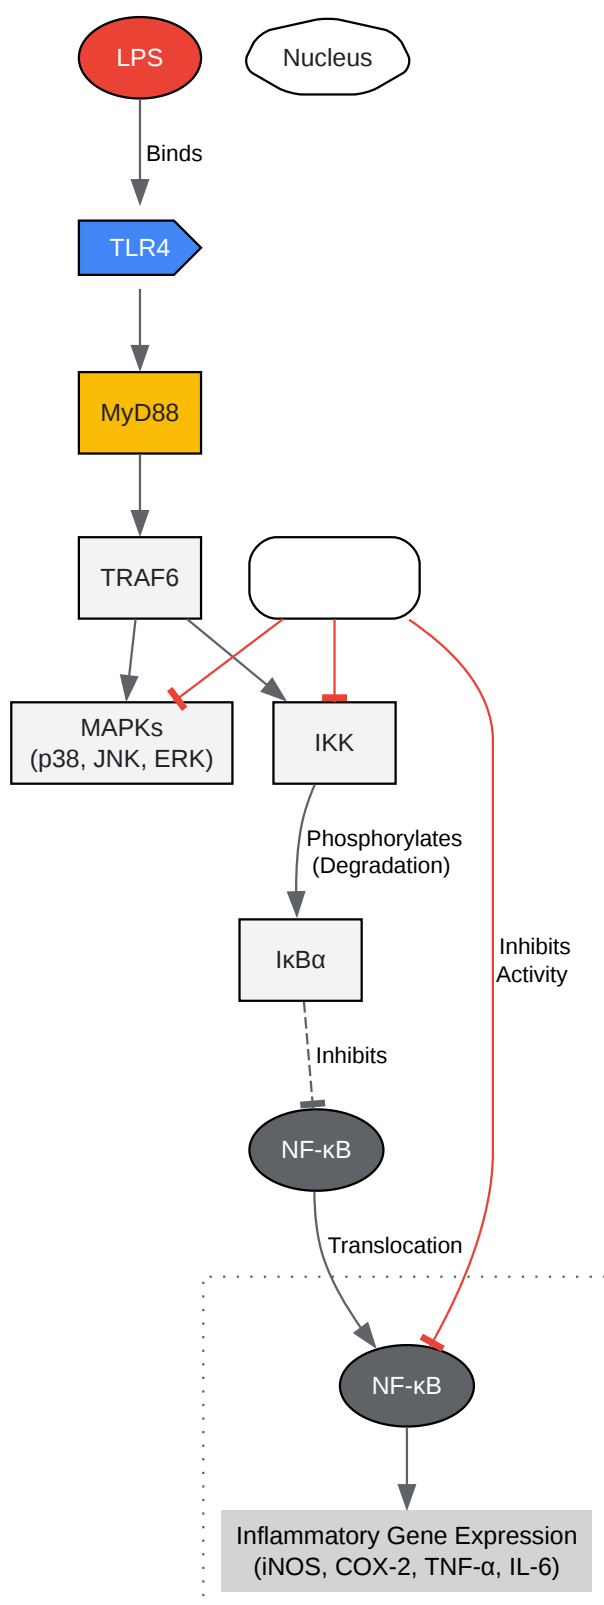 LPS
Nucleus
Binds
TLR4
MyD88
TRAF6
MAPKs
(p38, JNK, ERK)
IKK
Phosphorylates
(Degradation)
IκBα
Inhibits
Activity
Inhibits
NF-κB
Translocation
NF-κB
Inflammatory Gene Expression
(iNOS, COX-2, TNF-α, IL-6)